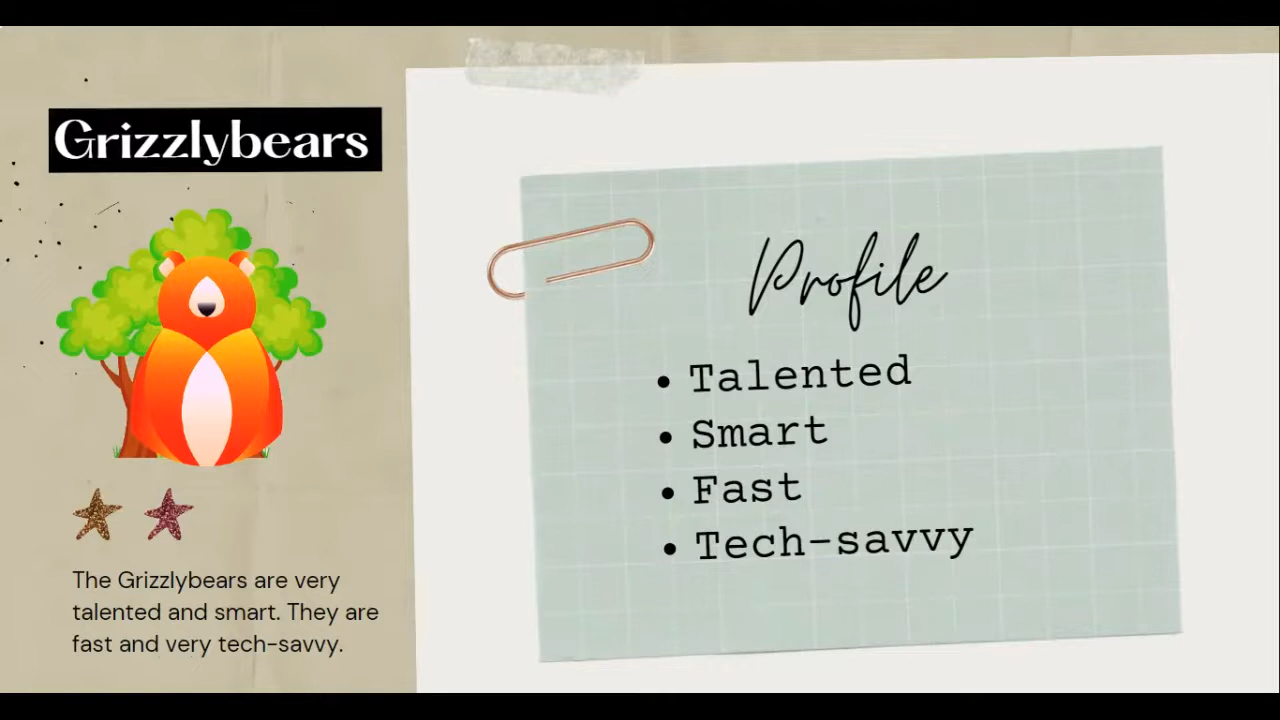 Grizzlybears
The Grizzlybears are very
talented and smart. They are
fast and very tech-savvy.
Profile
• Talented
• Smart
• Fast
• Tech-savvy